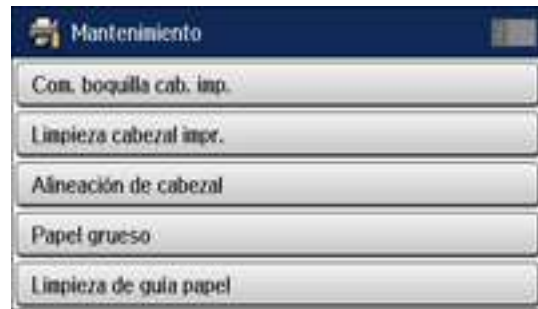 Mantenimiento
Com. boquilla cab. imp.
Limpieza cabezal impr.
Alineación de cabezal
Papel grueso
Limpieza de guía papel